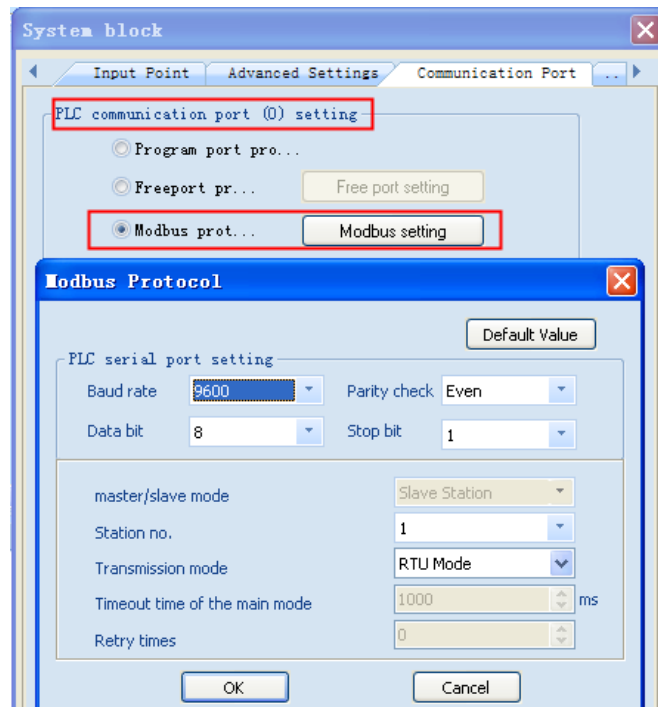 System block
Input Point Advanced Settings Communication Port ..
PLC communication port (0) setting
Program port pro...
Freeport pr... Free port setting
Modbus prot... Modbus setting
Modbus Protocol
Default Value
PLC serial port setting
Baud rate 9600 Parity check Even
Data bit 8 Stop bit 1
master/slave mode Slave Station
Station no. 1
Transmission mode RTU Mode
Timeout time of the main mode 1000 ms
Retry times 0
OK Cancel